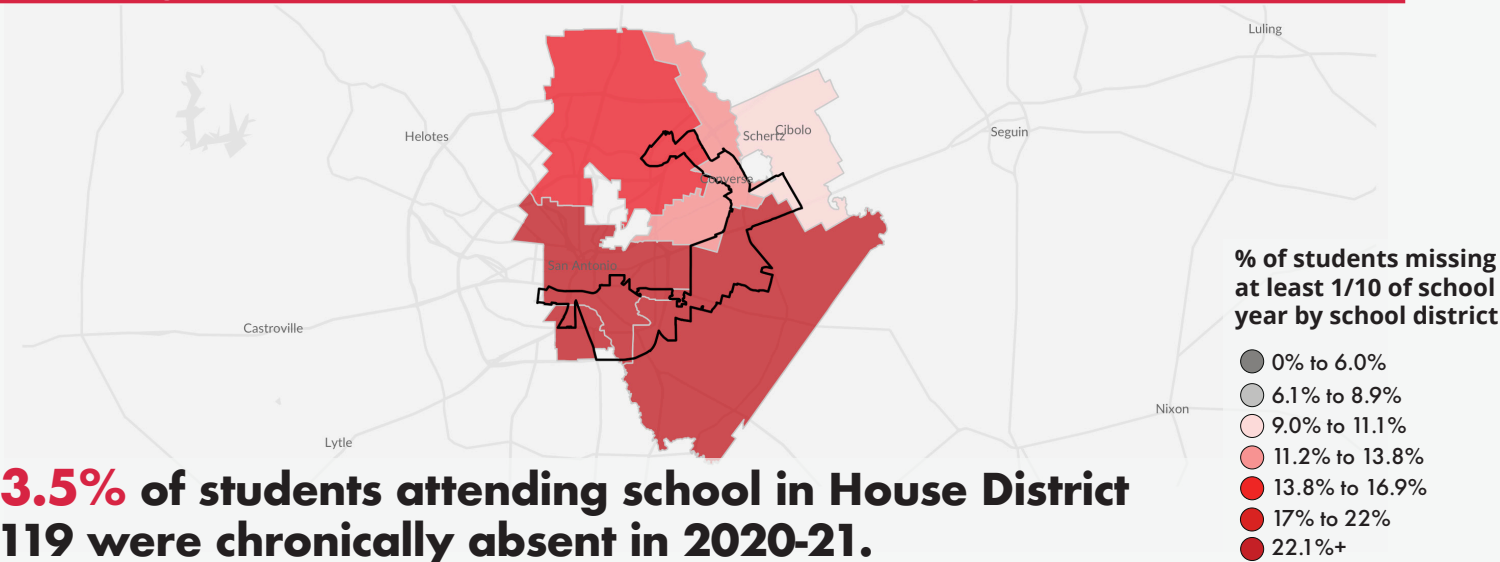 Luling
Helotes
Schertz
Cibolo
Seguin
Converse
San Antonio
Castroville
Nixon
Lytle
% of students missing
at least 1/10 of school
year by school district
0% to 6.0%
6.1% to 8.9%
9.0% to 11.1%
11.2% to 13.8%
13.8% to 16.9%
17% to 22%
22.1%+
3.5% of students attending school in House District
119 were chronically absent in 2020-21.